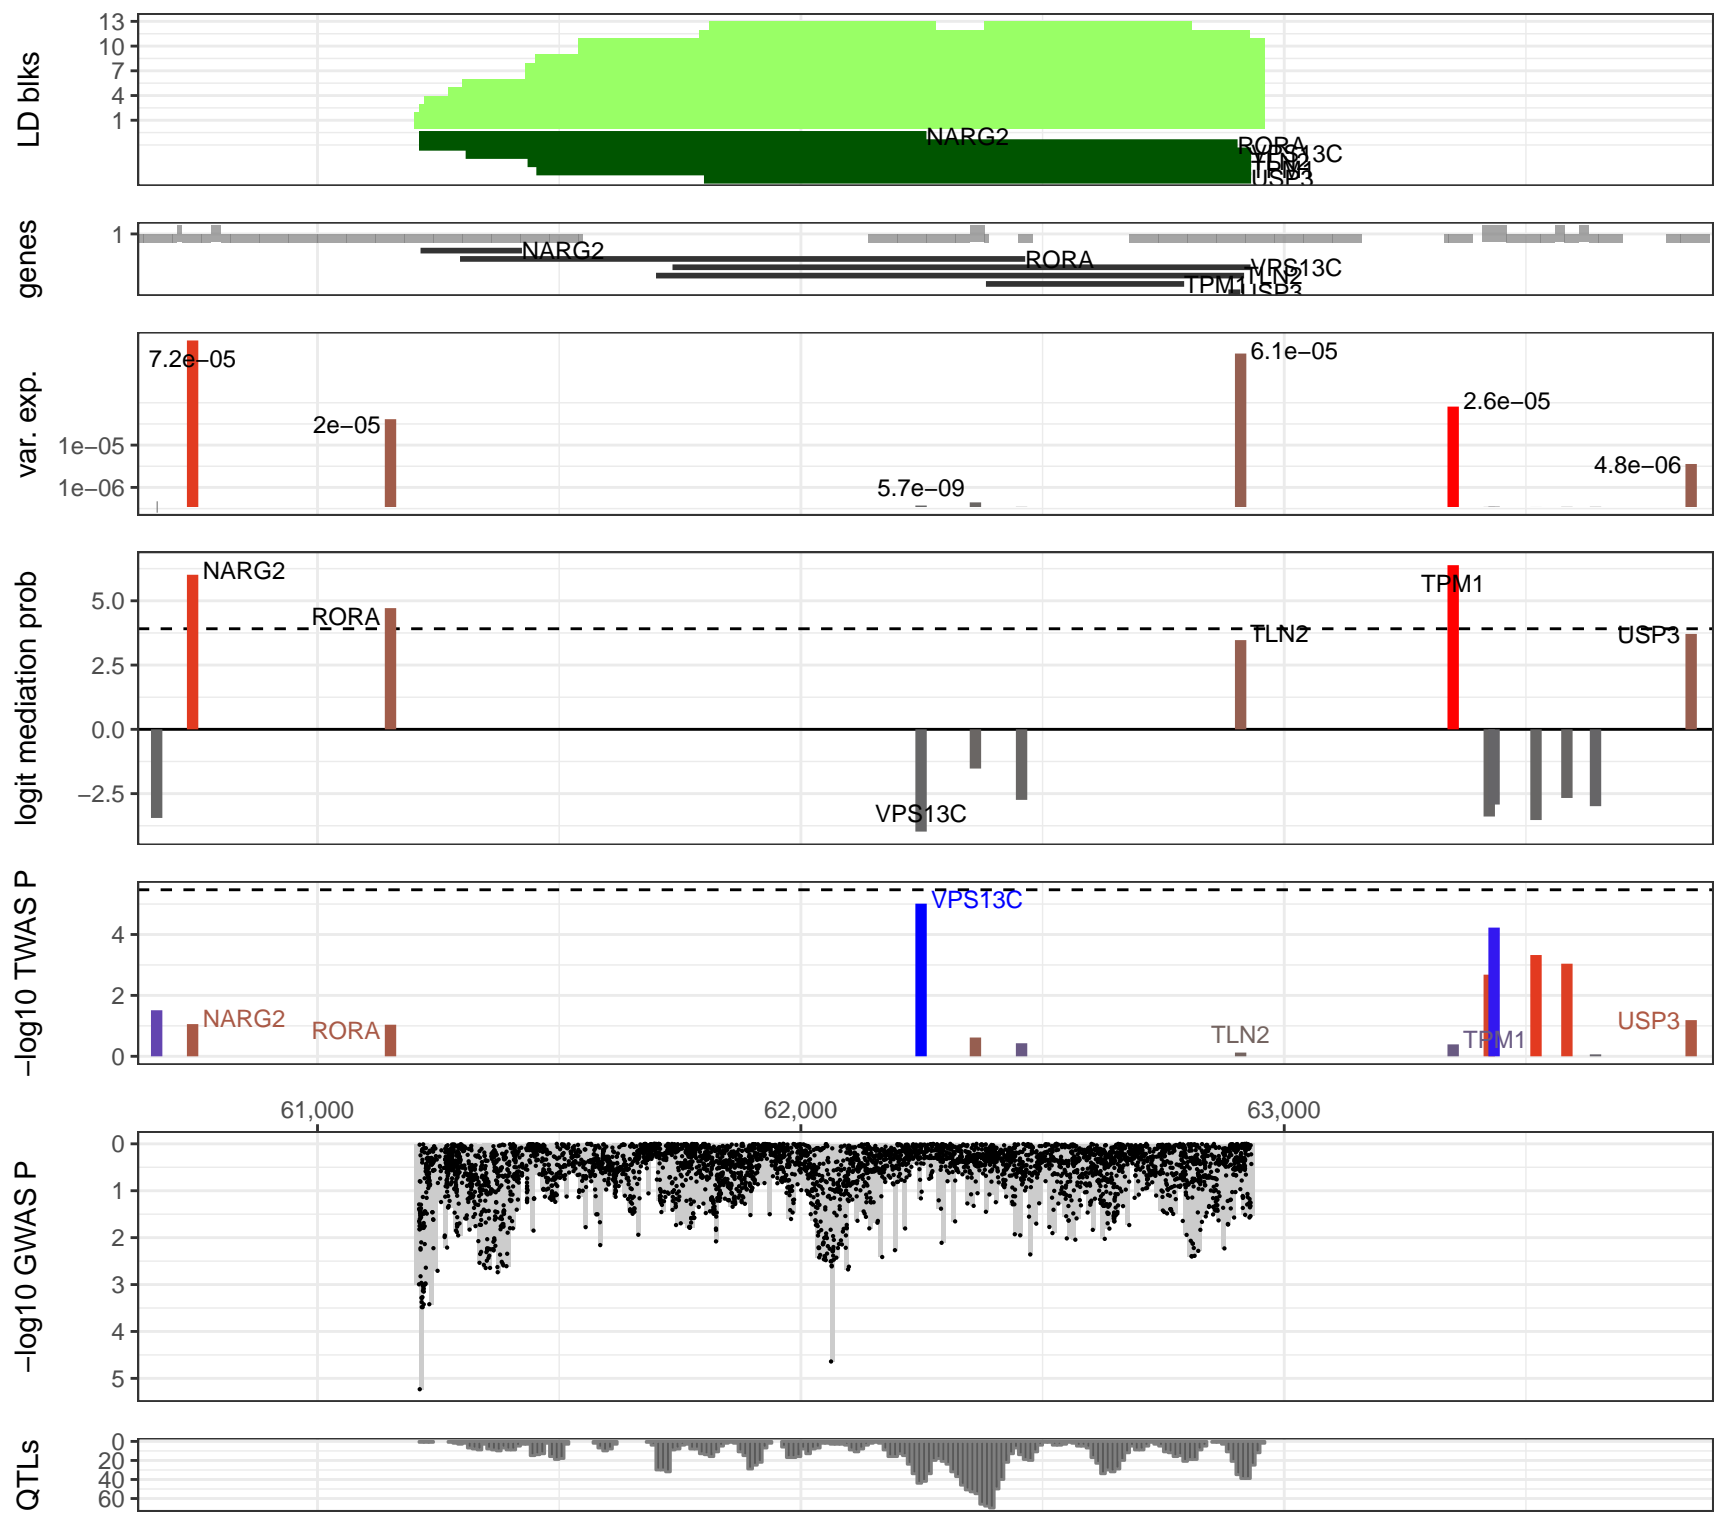 LD blks
13
10
7
4
1
NARG2
RORA
VPS13C
TLN2
TPM1
USP3
genes
1
NARG2
RORA
VPS13C
TLN2
TPM1
USP3
var. exp.
1e−05
1e−06
7.2e−05
2e−05
5.7e−09
6.1e−05
2.6e−05
4.8e−06
logit mediation prob
5.0
2.5
0.0
−2.5
NARG2
RORA
VPS13C
TLN2
TPM1
USP3
−log10 TWAS P
4
2
0
NARG2
RORA
VPS13C
TLN2
TPM1
USP3
61,000 62,000 63,000
−log10 GWAS P
0
1
2
3
4
5
QTLs
0
20
40
60